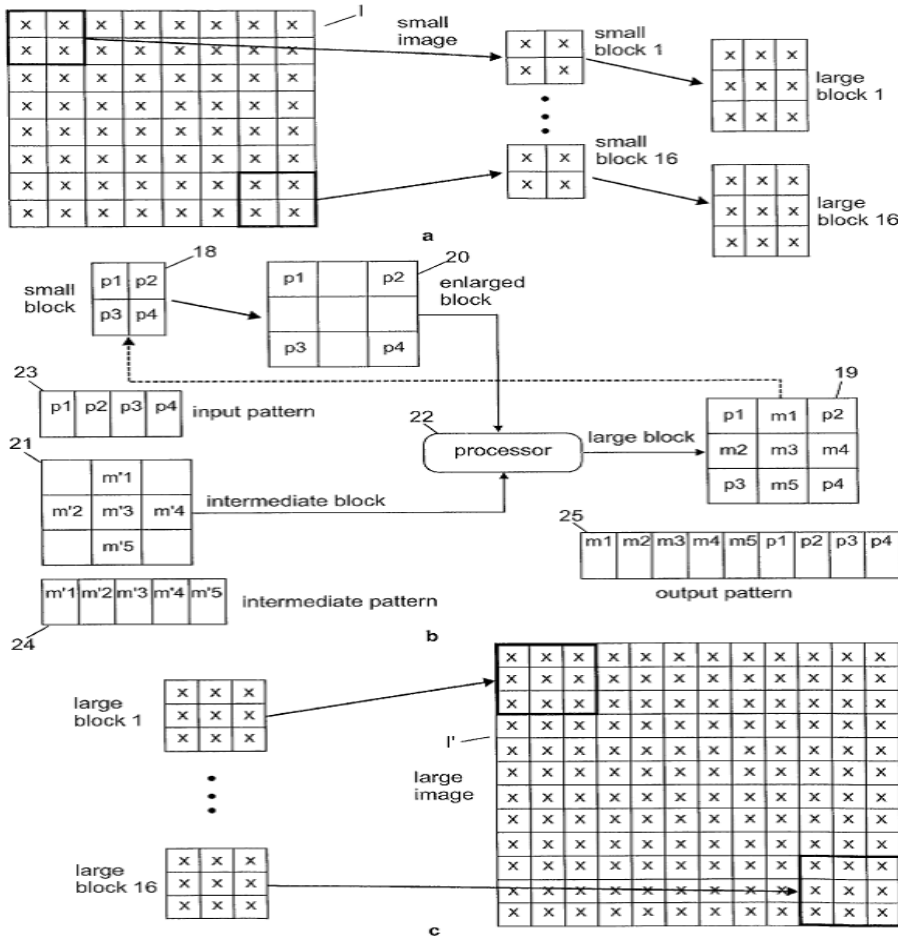 x x x x x x x x
x x x x x x x x
x x x x x x x x
x x x x x x x x
x x x x x x x x
x x x x x x x x
x x x x x x x x
x x x x x x x x
I
small
image
x x
x x
small
block 1
x x x
x x x
x x x
large
block 1
x x
x x
small
block 16
x x x
x x x
x x x
large
block 16
a
small
block
18
p1 p2
p3 p4
20
p1 p2
p3 p4
enlarged
block
23
p1 p2 p3 p4
input pattern
21
m'1
m'2 m'3 m'4
m'5
intermediate block
22
processor
large block
19
p1 m1 p2
m2 m3 m4
p3 m5 p4
25
m1 m2 m3 m4 m5 p1 p2 p3 p4
output pattern
m'1 m'2 m'3 m'4 m'5
intermediate pattern
24
b
large
block 1
x x x
x x x
x x x
large
block 16
x x x
x x x
x x x
I'
large
image
x x x x x x x x x x x x
x x x x x x x x x x x x
x x x x x x x x x x x x
x x x x x x x x x x x x
x x x x x x x x x x x x
x x x x x x x x x x x x
x x x x x x x x x x x x
x x x x x x x x x x x x
x x x x x x x x x x x x
x x x x x x x x x x x x
x x x x x x x x x x x x
x x x x x x x x x x x x
c